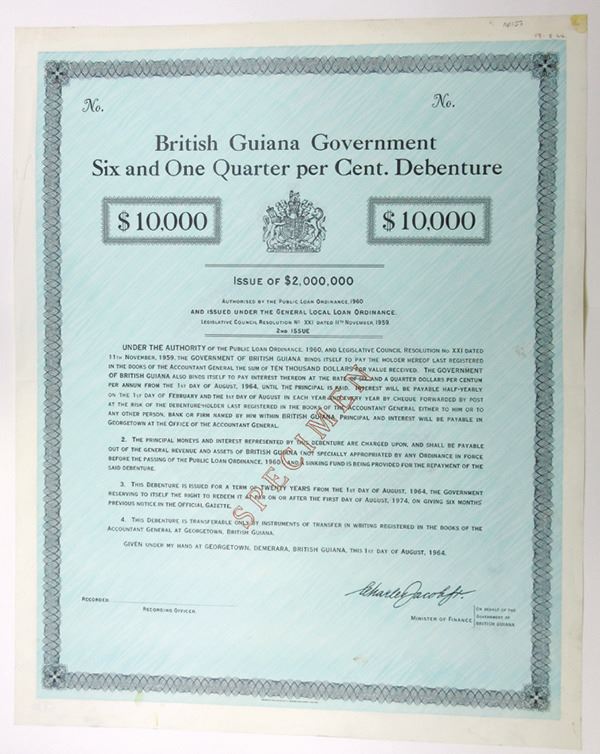 No.
No.
British Guiana Government
Six and One Quarter per Cent. Debenture
$10,000
$10,000
ISSUE OF $2,000,000
AUTHORISED BY THE PUBLIC LOAN ORDINANCE, 1960
AND ISSUED UNDER THE GENERAL LOCAL LOAN ORDINANCE.
LEGISLATIVE COUNCIL RESOLUTION No. XXI DATED 11TH NOVEMBER, 1959.
2ND ISSUE
UNDER THE AUTHORITY OF THE PUBLIC LOAN ORDINANCE, 1960, AND LEGISLATIVE COUNCIL RESOLUTION No. XXI DATED
11TH NOVEMBER, 1959, THE GOVERNMENT OF BRITISH GUIANA BINDS ITSELF TO PAY THE HOLDER HEREOF LAST REGISTERED
IN THE BOOKS OF THE ACCOUNTANT GENERAL, THE SUM OF TEN THOUSAND DOLLARS FOR VALUE RECEIVED. THE GOVERNMENT
OF BRITISH GUIANA ALSO BINDS ITSELF TO PAY INTEREST THEREON AT THE RATE OF SIX AND A QUARTER DOLLARS PER CENTUM
PER ANNUM FROM THE 1ST DAY OF AUGUST, 1964, UNTIL THE PRINCIPAL IS PAID. INTEREST WILL BE PAYABLE HALF-YEARLY
ON THE 1ST DAY OF FEBRUARY AND THE 1ST DAY OF AUGUST IN EACH YEAR AND EVERY YEAR BY CHEQUE FORWARDED BY POST
AT THE RISK OF THE DEBENTURE-HOLDER LAST REGISTERED IN THE BOOKS OF THE ACCOUNTANT GENERAL EITHER TO HIM OR TO
ANY OTHER PERSON, BANK OR FIRM NAMED BY HIM WITHIN BRITISH GUIANA. PRINCIPAL AND INTEREST WILL BE PAYABLE IN
GEORGETOWN AT THE OFFICE OF THE ACCOUNTANT GENERAL.
2. THE PRINCIPAL MONEYS AND INTEREST REPRESENTED BY THIS DEBENTURE ARE CHARGED UPON, AND SHALL BE PAYABLE
OUT OF THE GENERAL REVENUE AND ASSETS OF BRITISH GUIANA (NOT SPECIALLY APPROPRIATED BY ANY ORDINANCE IN FORCE
BEFORE THE PASSING OF THE PUBLIC LOAN ORDINANCE, 1960), AND A SINKING FUND IS BEING PROVIDED FOR THE REPAYMENT OF THE
SAID DEBENTURE.
3. THIS DEBENTURE IS ISSUED FOR A TERM OF TWENTY YEARS FROM THE 1ST DAY OF AUGUST, 1964, THE GOVERNMENT
RESERVING TO ITSELF THE RIGHT TO REDEEM IT AT PAR ON OR AFTER THE FIRST DAY OF AUGUST, 1974, ON GIVING SIX MONTHS'
PREVIOUS NOTICE IN THE OFFICIAL GAZETTE.
4. THIS DEBENTURE IS TRANSFERABLE ONLY BY INSTRUMENTS OF TRANSFER IN WRITING REGISTERED IN THE BOOKS OF THE
ACCOUNTANT GENERAL AT GEORGETOWN, BRITISH GUIANA.
GIVEN UNDER MY HAND AT GEORGETOWN, DEMERARA, BRITISH GUIANA, THIS 1ST DAY OF AUGUST, 1964.
SPECIMEN
Charles Jacob Jr.
RECORDED
RECORDING OFFICER.
MINISTER OF FINANCE
ON BEHALF OF THE
GOVERNMENT OF
BRITISH GUIANA